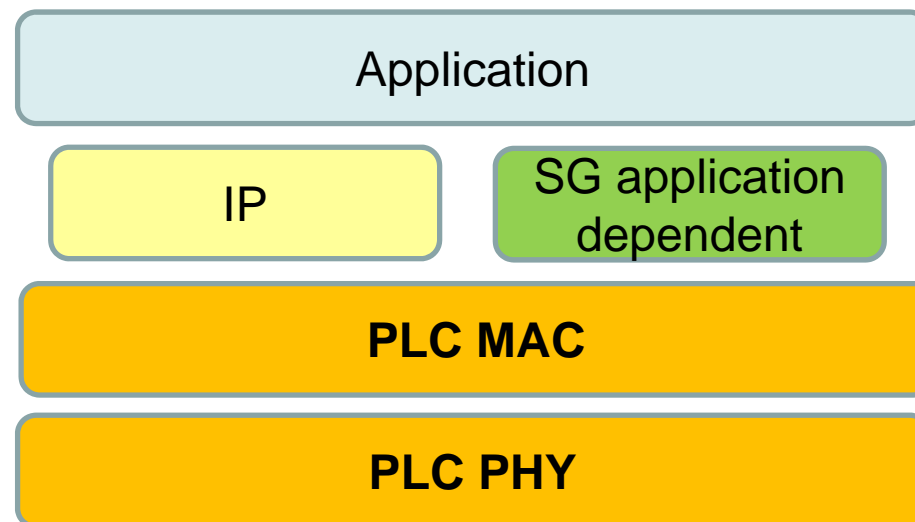 Application
IP
SG application
dependent
PLC MAC
PLC PHY